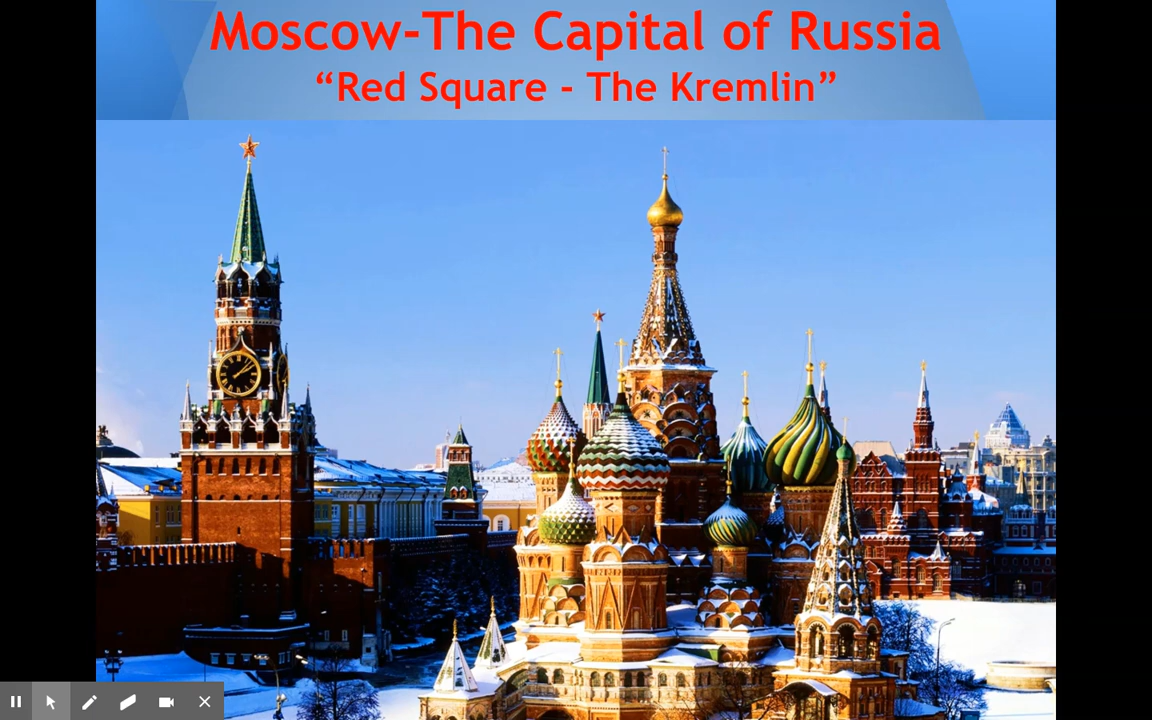 Moscow-The Capital of Russia
“Red Square - The Kremlin”